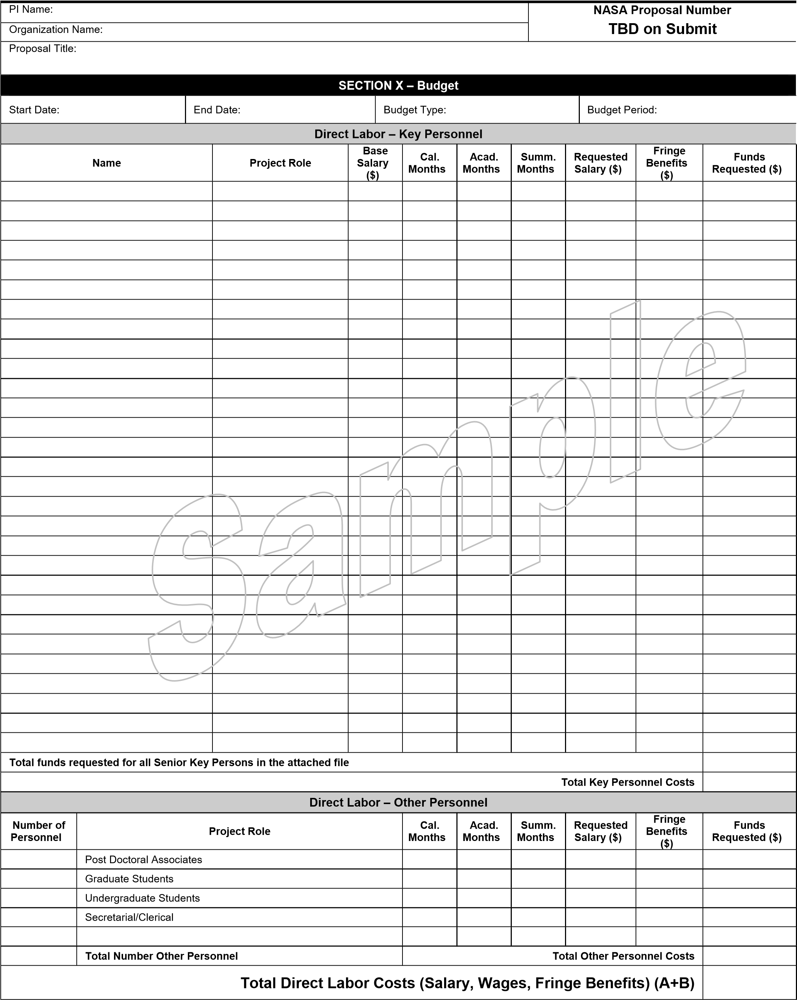 PI Name:
NASA Proposal Number
TBD on Submit
Organization Name:
Proposal Title:
SECTION X – Budget
Start Date:
End Date:
Budget Type:
Budget Period:
Direct Labor – Key Personnel
Name
Project Role
Base
Salary
($)
Cal.
Months
Acad.
Months
Summ.
Months
Requested
Salary ($)
Fringe
Benefits
($)
Funds
Requested ($)
Sample
Total funds requested for all Senior Key Persons in the attached file
Total Key Personnel Costs
Direct Labor – Other Personnel
Number of
Personnel
Project Role
Cal.
Months
Acad.
Months
Summ.
Months
Requested
Salary ($)
Fringe
Benefits
($)
Funds
Requested ($)
Post Doctoral Associates
Graduate Students
Undergraduate Students
Secretarial/Clerical
Total Number Other Personnel
Total Other Personnel Costs
Total Direct Labor Costs (Salary, Wages, Fringe Benefits) (A+B)